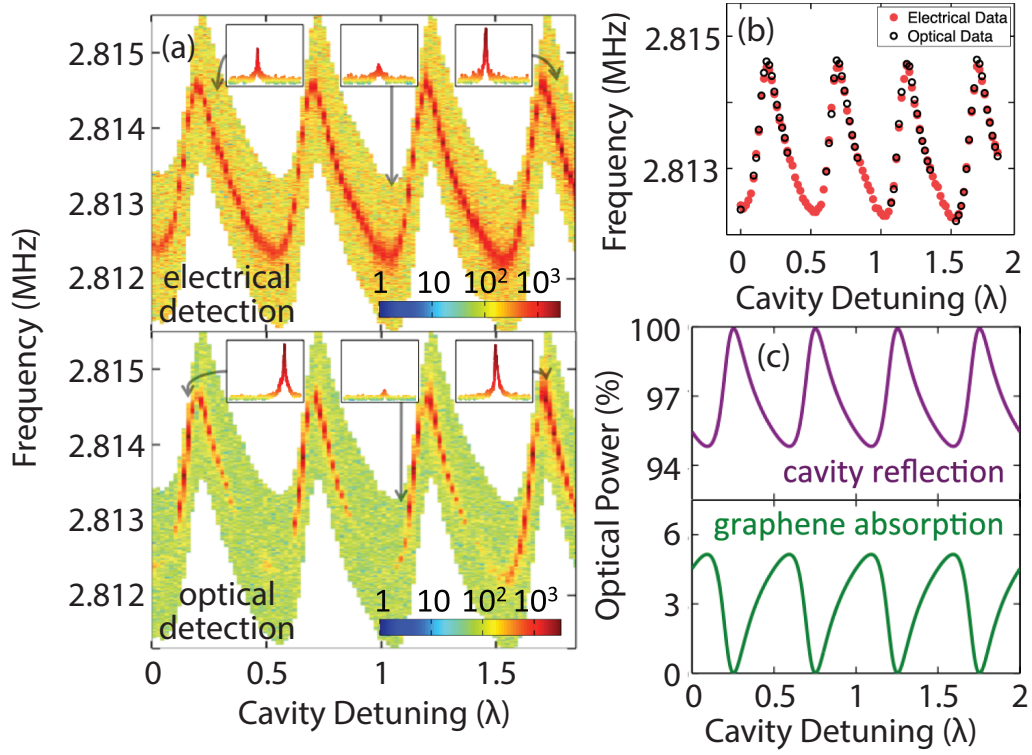 (a)
2.815
2.814
2.813
2.812
electrical
detection
1 10 10² 10³
2.815
2.814
2.813
2.812
optical
detection
1 10 10² 10³
Frequency (MHz)
0 0.5 1 1.5
Cavity Detuning (λ)
(b)
Electrical Data
Optical Data
2.815
2.813
Frequency (MHz)
0 0.5 1 1.5 2
Cavity Detuning (λ)
(c)
100
97
94
cavity reflection
graphene absorption
6
3
0
Optical Power (%)
0 0.5 1 1.5 2
Cavity Detuning (λ)